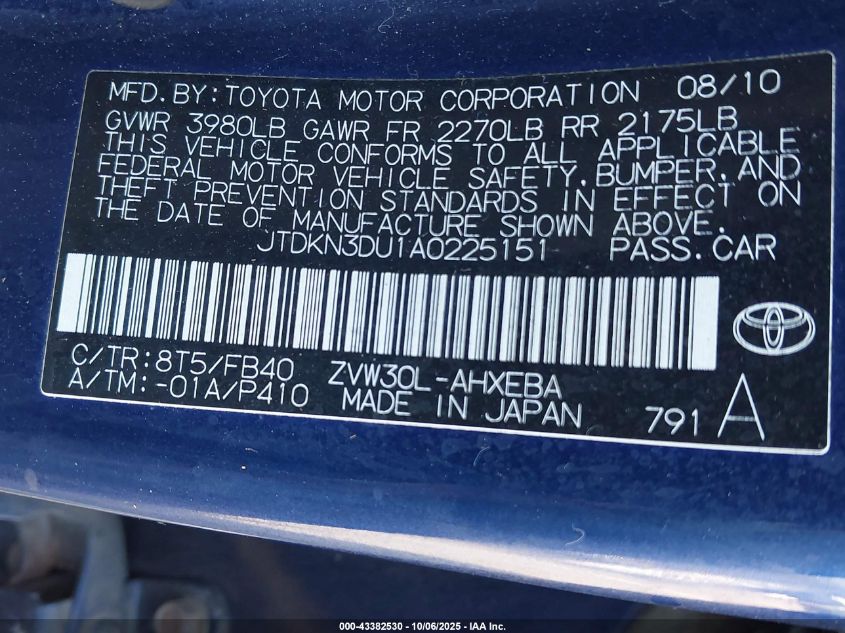 MFD. BY: TOYOTA MOTOR CORPORATION 08/10
GVWR 3980LB GAWR FR 2270LB RR 2175LB
THIS VEHICLE CONFORMS TO ALL APPLICABLE
FEDERAL MOTOR VEHICLE SAFETY, BUMPER, AND
THEFT PREVENTION STANDARDS IN EFFECT ON
THE DATE OF MANUFACTURE SHOWN ABOVE.
JTDKN3DU1A0225151 PASS. CAR
C/TR: 8T5/FB40 ZVW30L-AHXEBA
A/TM: -01A/P410 MADE IN JAPAN 791 A
000-43382530 - 10/06/2025 - IAA Inc.